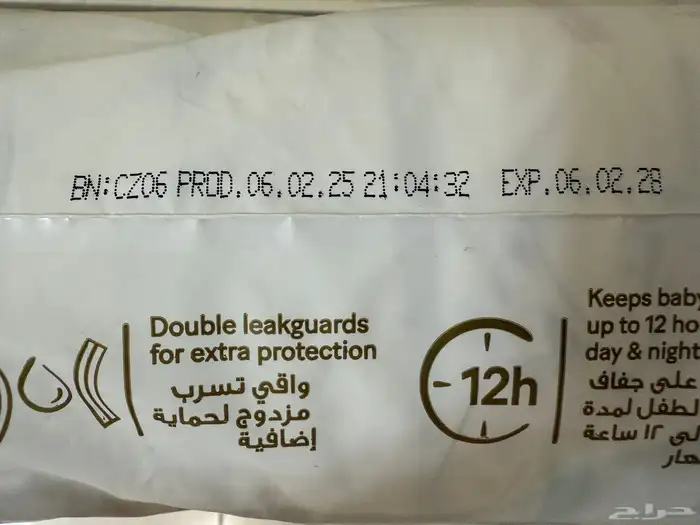 BN:CZ06 PROD.06.02.25 21:04:32 EXP.06.02.28
Double leakguards
for extra protection
واقي تسرب
مزدوج لحماية
إضافية
12h
Keeps baby
up to 12 ho
day & night
على جفاف
لطفل لمدة
لى ١٢ ساعة
هار
حراج